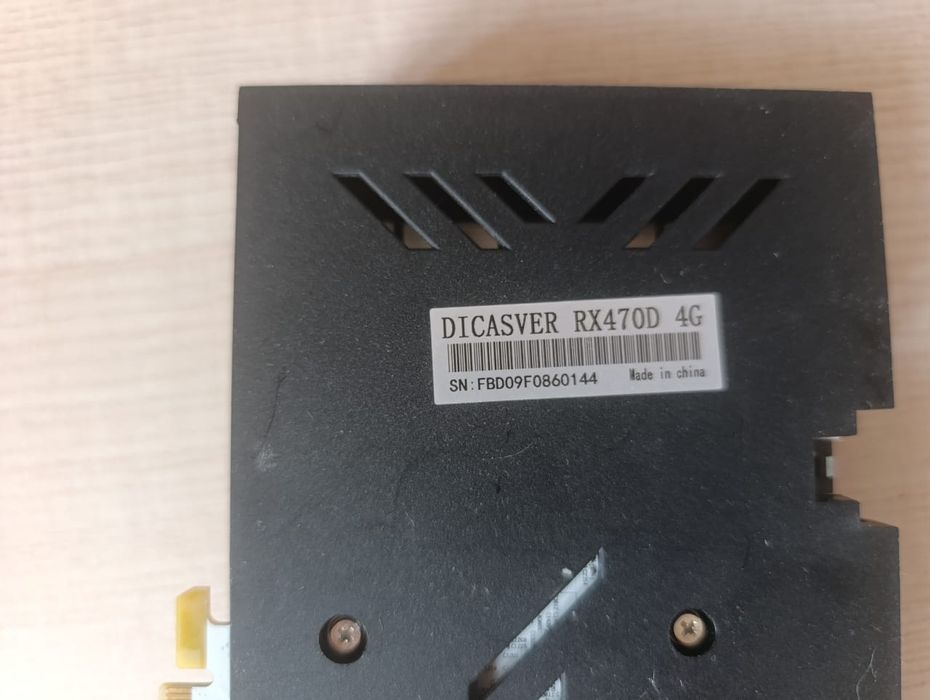 DICASVER RX470D 4G
SN:FBD09F0860144 Made in china